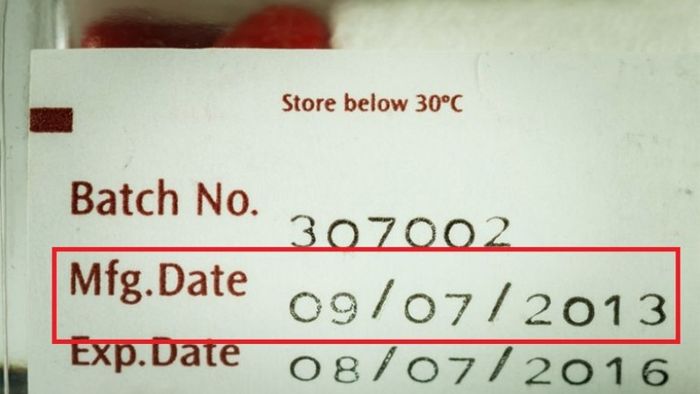 Store below 30°C
Batch No. 307002
Mfg.Date 09/07/2013
Exp.Date 08/07/2016